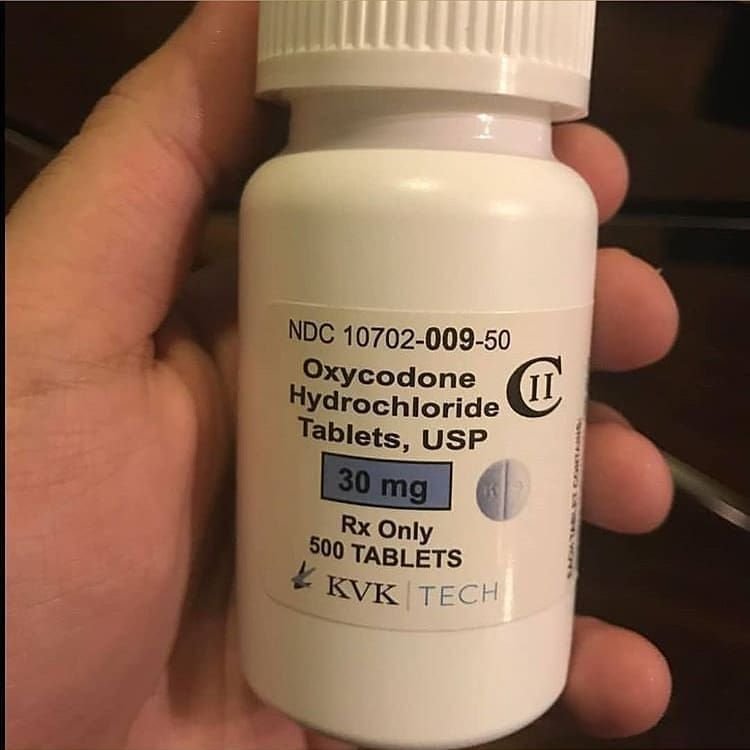 NDC 10702-009-50
Oxycodone
Hydrochloride
CII
Tablets, USP
30 mg
Rx Only
500 TABLETS
KVK TECH